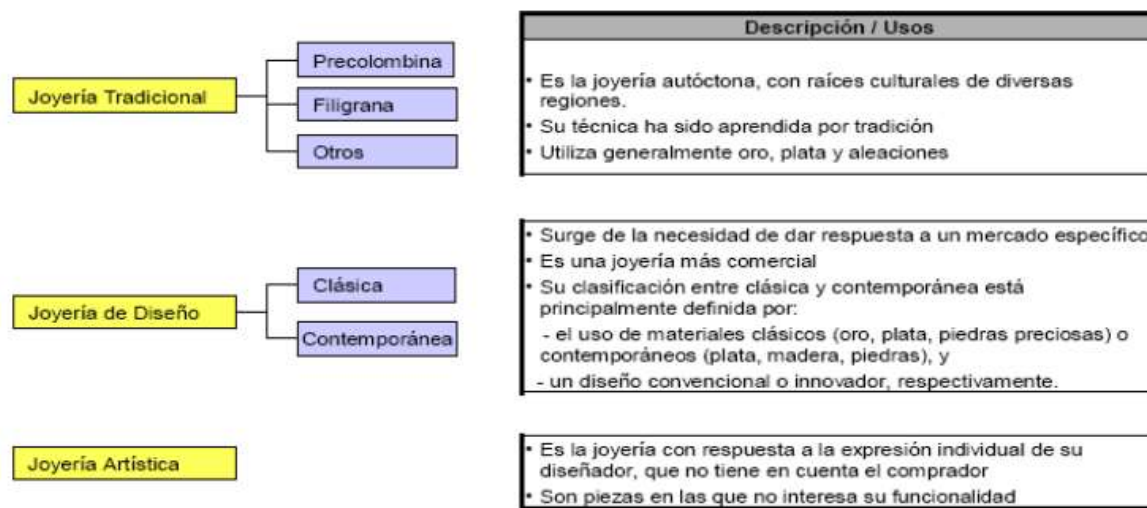 Descripción / Usos
Joyería Tradicional
Precolombina
Filigrana
Otros
• Es la joyería autóctona, con raíces culturales de diversas
regiones.
• Su técnica ha sido aprendida por tradición
• Utiliza generalmente oro, plata y aleaciones
Joyería de Diseño
Clásica
Contemporánea
• Surge de la necesidad de dar respuesta a un mercado específico
• Es una joyería más comercial
• Su clasificación entre clásica y contemporánea está
principalmente definida por:
- el uso de materiales clásicos (oro, plata, piedras preciosas) o
contemporáneos (plata, madera, piedras), y
- un diseño convencional o innovador, respectivamente.
Joyería Artística
• Es la joyería con respuesta a la expresión individual de su
diseñador, que no tiene en cuenta el comprador
• Son piezas en las que no interesa su funcionalidad